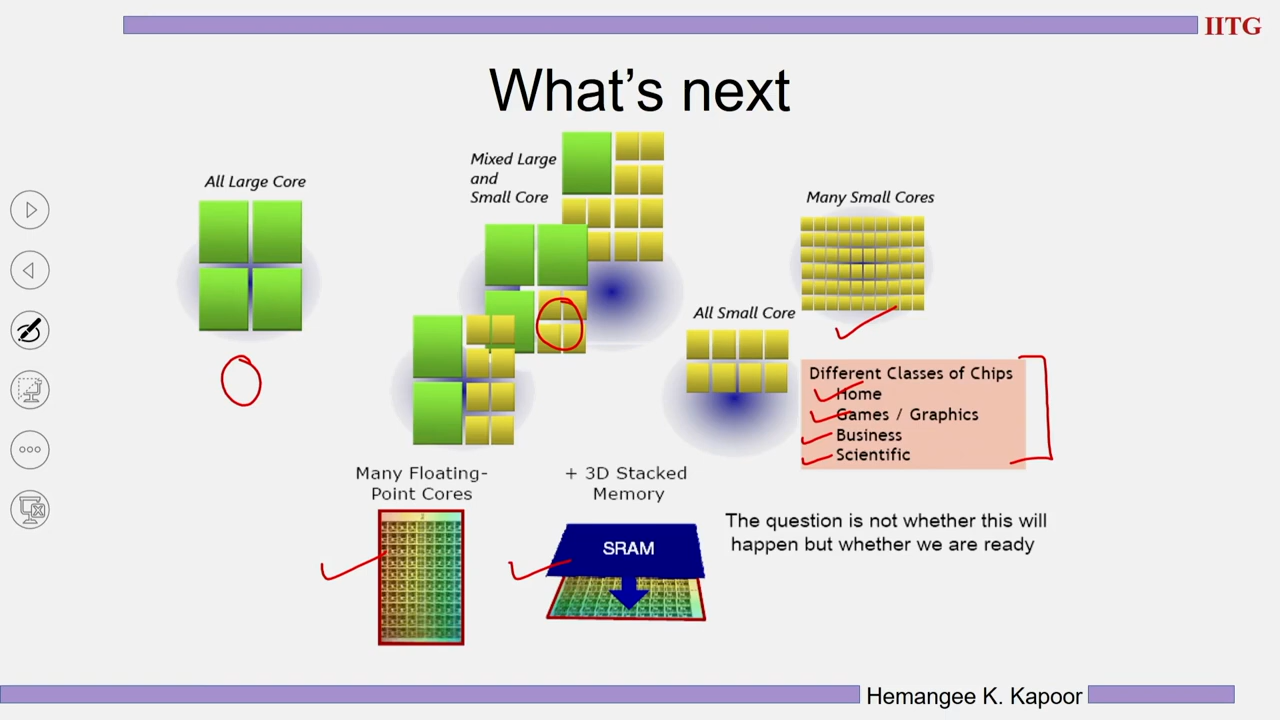 IITG
What's next
All Large Core
Mixed Large
and
Small Core
Many Small Cores
All Small Core
Different Classes of Chips
Home
Games / Graphics
Business
Scientific
Many Floating-
Point Cores
+ 3D Stacked
Memory
SRAM
The question is not whether this will
happen but whether we are ready
Hemangee K. Kapoor